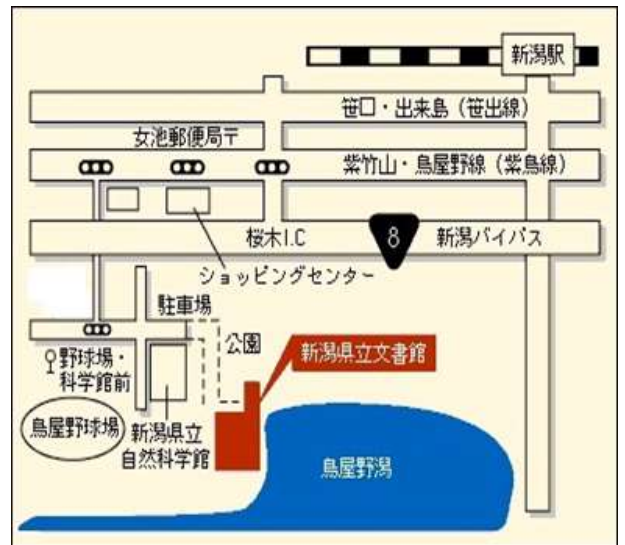 新潟駅
笹口・出来島(笹出線)
女池郵便局〒
紫竹山・鳥屋野線(紫鳥線)
桜木I.C
8
新潟バイパス
ショッピングセンター
駐車場
公園
新潟県立文書館
野球場・
科学館前
鳥屋野球場
新潟県立
自然科学館
鳥屋野潟